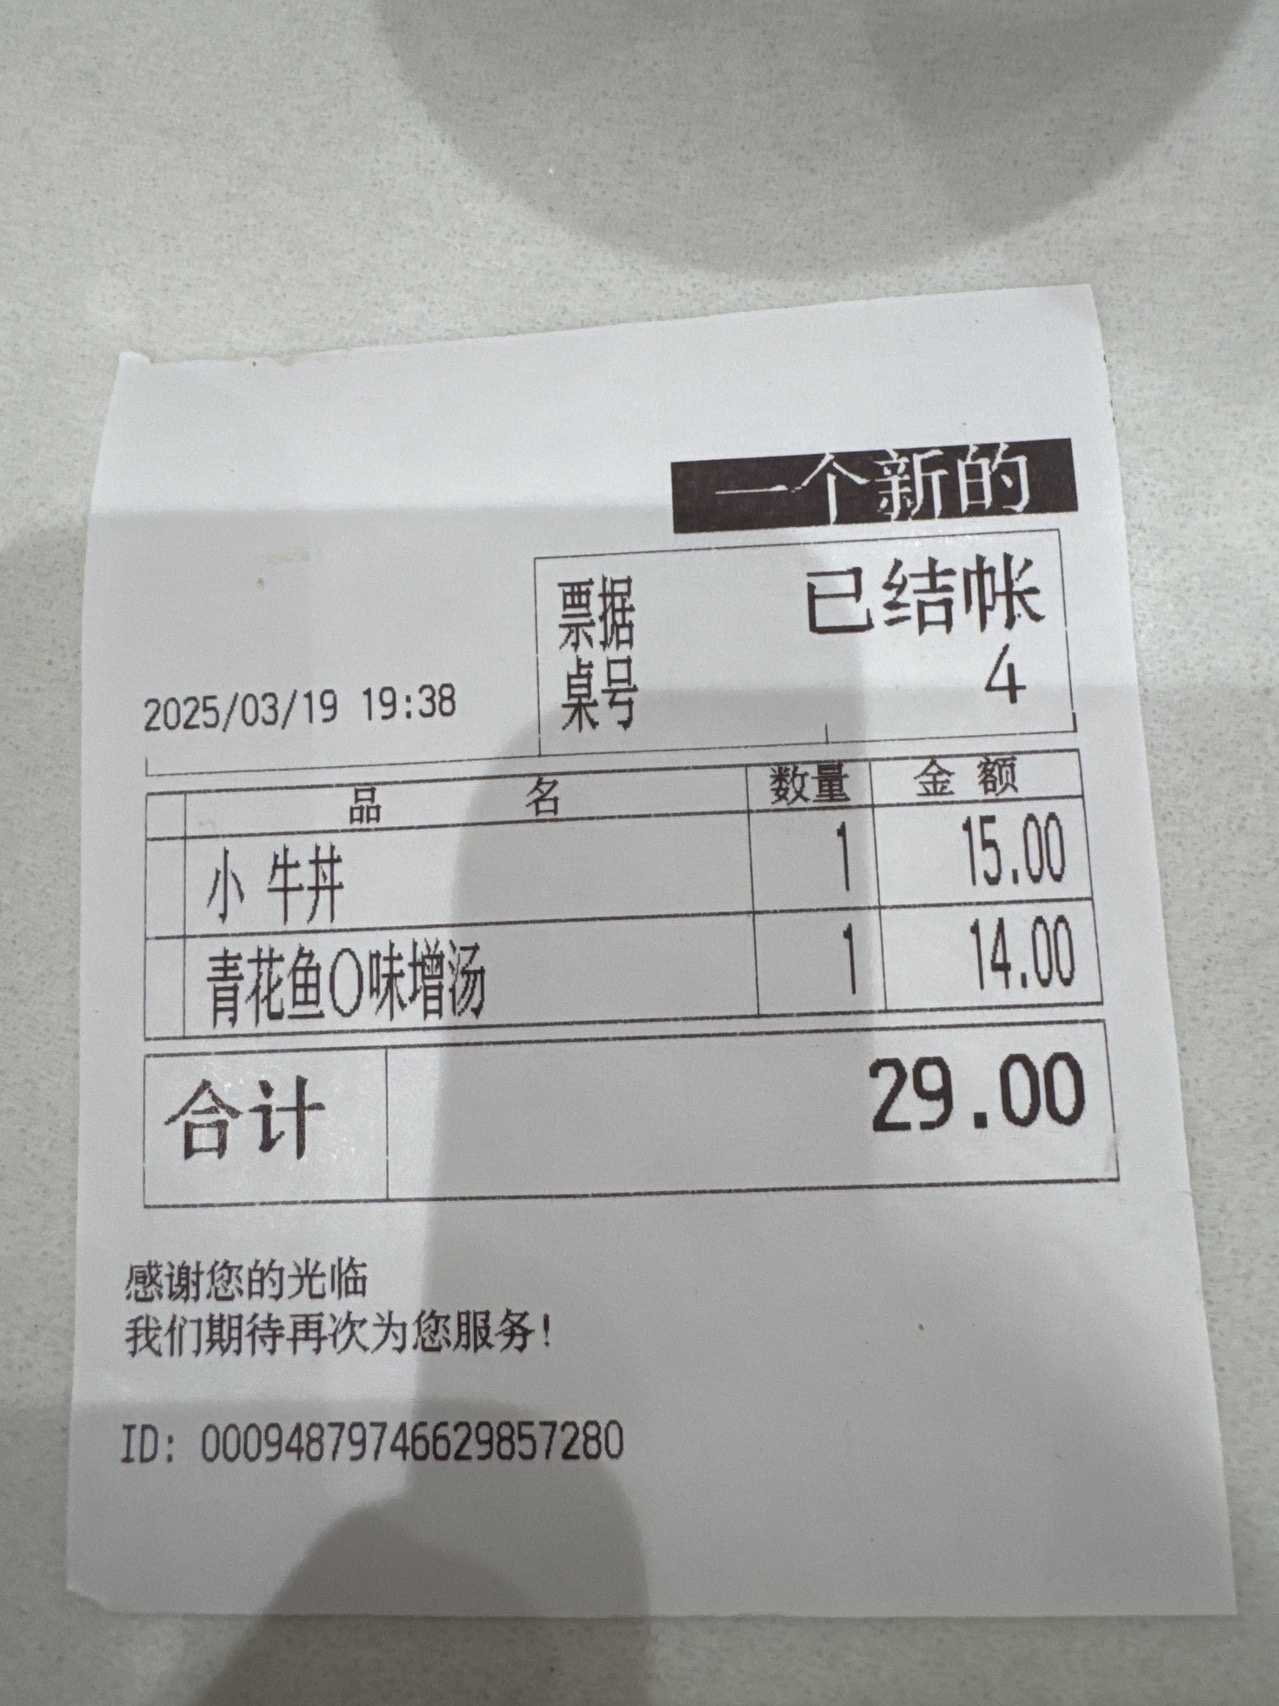 一个新的
票据 已结帐
桌号 4
2025/03/19 19:38
品 名 数量 金 额
小 牛丼 1 15.00
青花鱼〇味增汤 1 14.00
合计 29.00
感谢您的光临
我们期待再次为您服务!
ID: 00094879746629857280